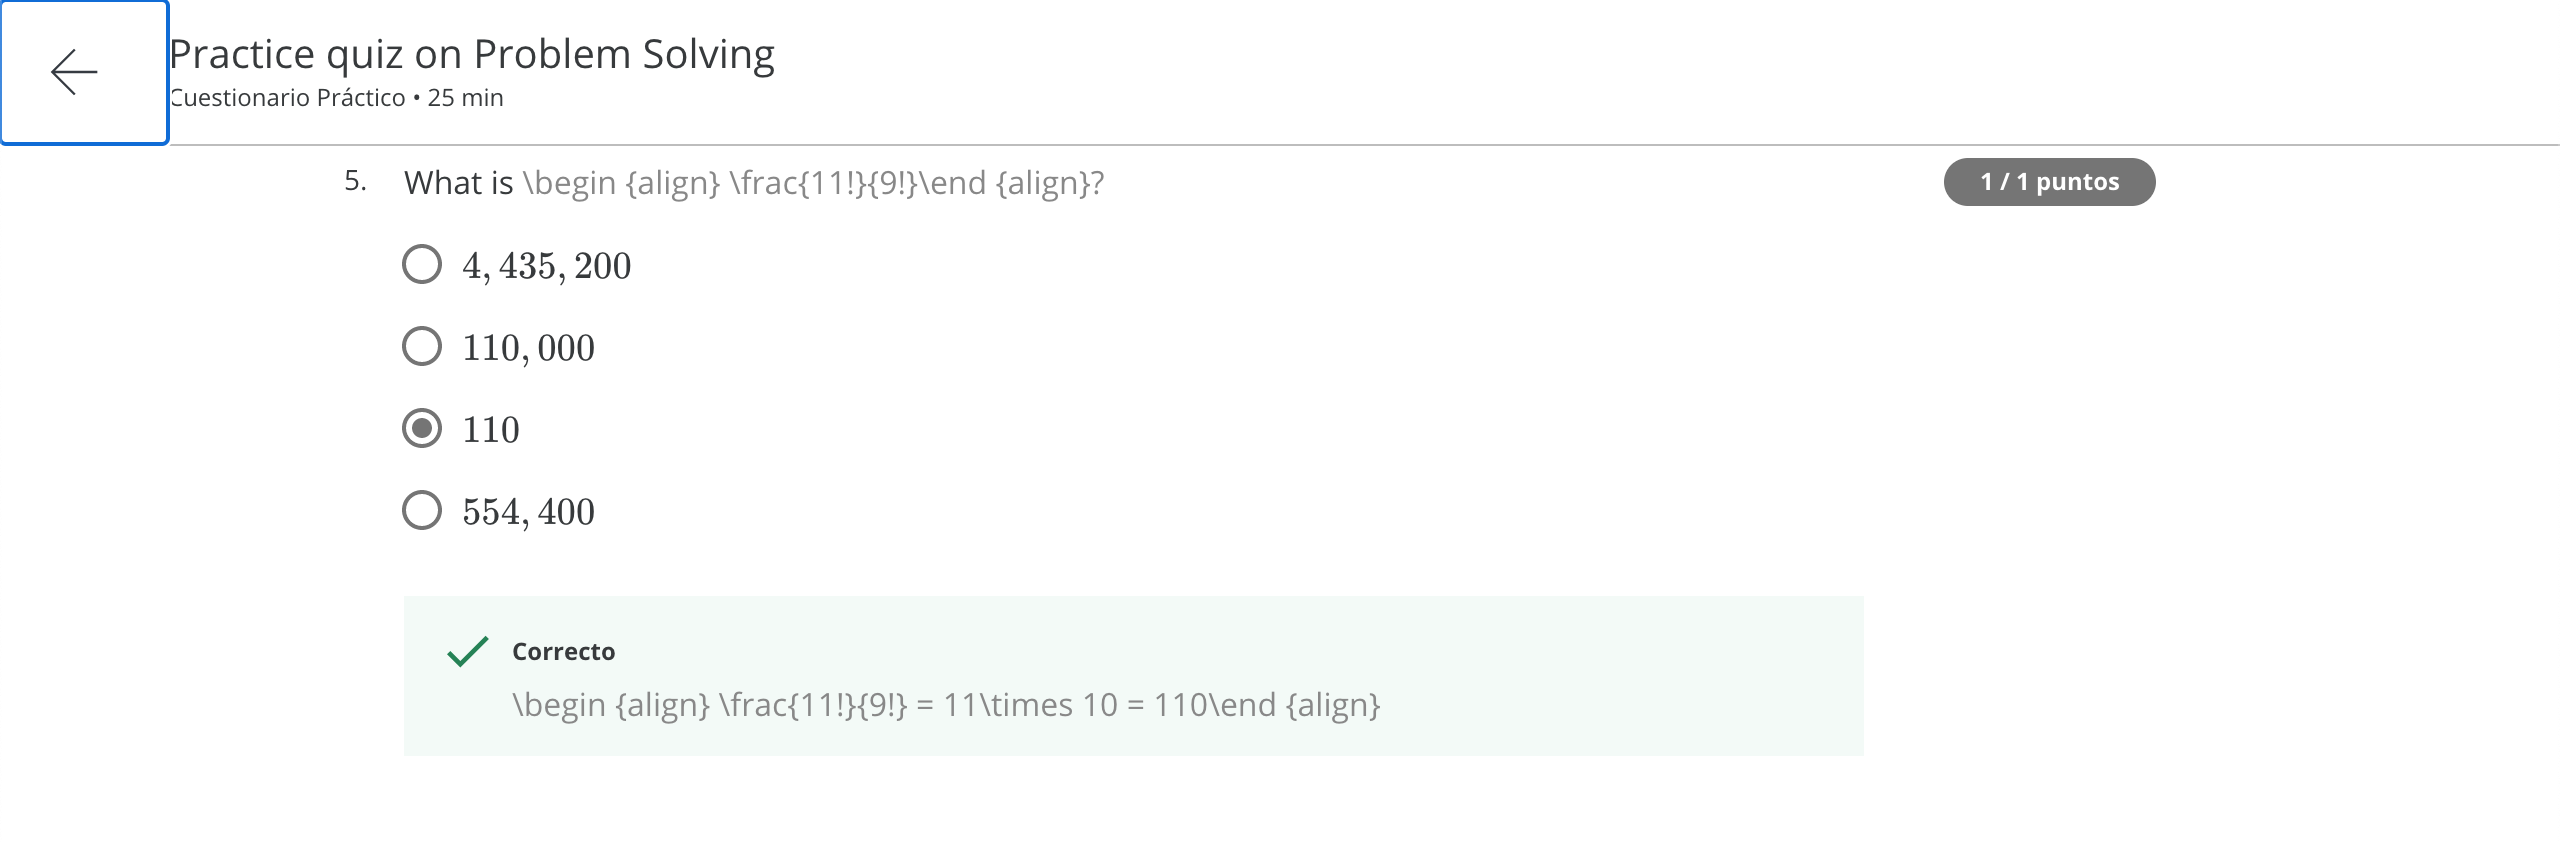 Practice quiz on Problem Solving
Cuestionario Práctico • 25 min
5. What is \begin {align} \frac{11!}{9!}\end {align}?
1 / 1 puntos
4, 435, 200
110, 000
110
554, 400
Correcto
\begin {align} \frac{11!}{9!} = 11\times 10 = 110\end {align}